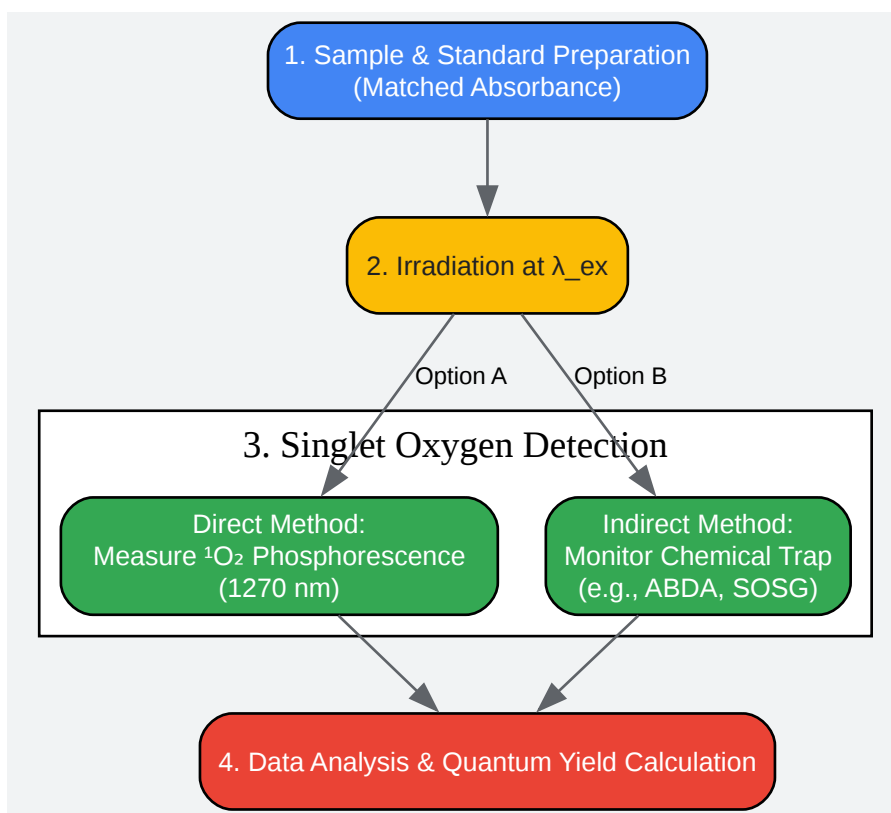 1. Sample & Standard Preparation
(Matched Absorbance)
2. Irradiation at λ_ex
Option A
Option B
3. Singlet Oxygen Detection
Direct Method:
Measure ¹O₂ Phosphorescence
(1270 nm)
Indirect Method:
Monitor Chemical Trap
(e.g., ABDA, SOSG)
4. Data Analysis & Quantum Yield Calculation